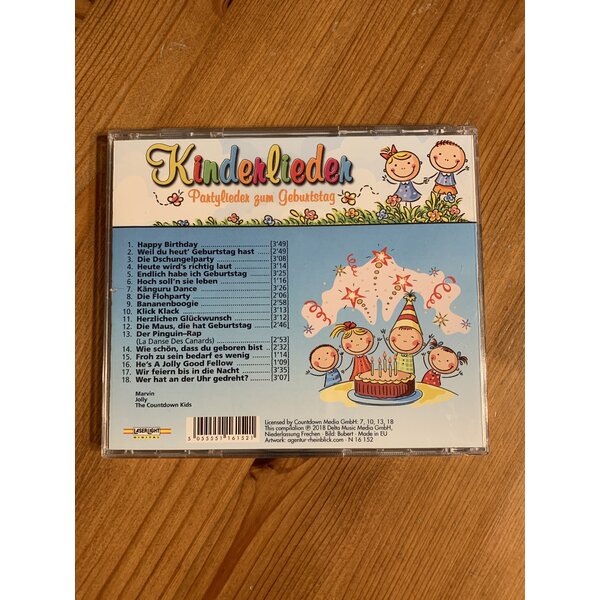 Kinderlieder
Partylieder zum Geburtstag
1. Happy Birthday [3'49]
2. Weil du heut' Geburtstag hast [2'49]
3. Die Dschungelparty [3'08]
4. Heute wird's richtig laut [3'14]
5. Endlich habe ich Geburtstag [3'25]
6. Hoch soll'n sie leben [1'16]
7. Känguru Dance [3'26]
8. Die Flohparty [2'06]
9. Bananenboogie [2'58]
10. Klick Klack [3'13]
11. Herzlichen Glückwunsch [3'12]
12. Die Maus, die hat Geburtstag [2'46]
13. Der Pinguin-Rap
(La Danse Des Canards) [2'53]
14. Wie schön, dass du geboren bist [2'32]
15. Froh zu sein bedarf es wenig [1'14]
16. He's A Jolly Good Fellow [1'09]
17. Wir feiern bis in die Nacht [3'35]
18. Wer hat an der Uhr gedreht? [3'07]
Marvin
Jolly
The Countdown Kids
LASERLIGHT
DIGITAL
Licensed by Countdown Media GmbH: 7, 10, 13, 18
This compilation ℗ 2018 Delta Music Media GmbH,
Niederlassung Frechen · Bild: Bubert · Made in EU
Artwork: agentur-rheinblick.com · N 16 152